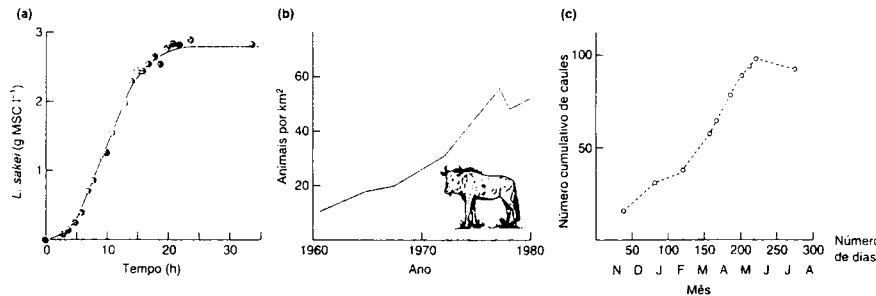 (a)
L. sakei (g MSC l⁻¹)
3
2
1
0
0 10 20 30
Tempo (h)
(b)
Animais por km²
60
40
20
1960 1970 1980
Ano
(c)
Número cumulativo de caules
100
50
0 50 100 150 200 250 300
Número
de dias
N D J F M A M J J A
Mês